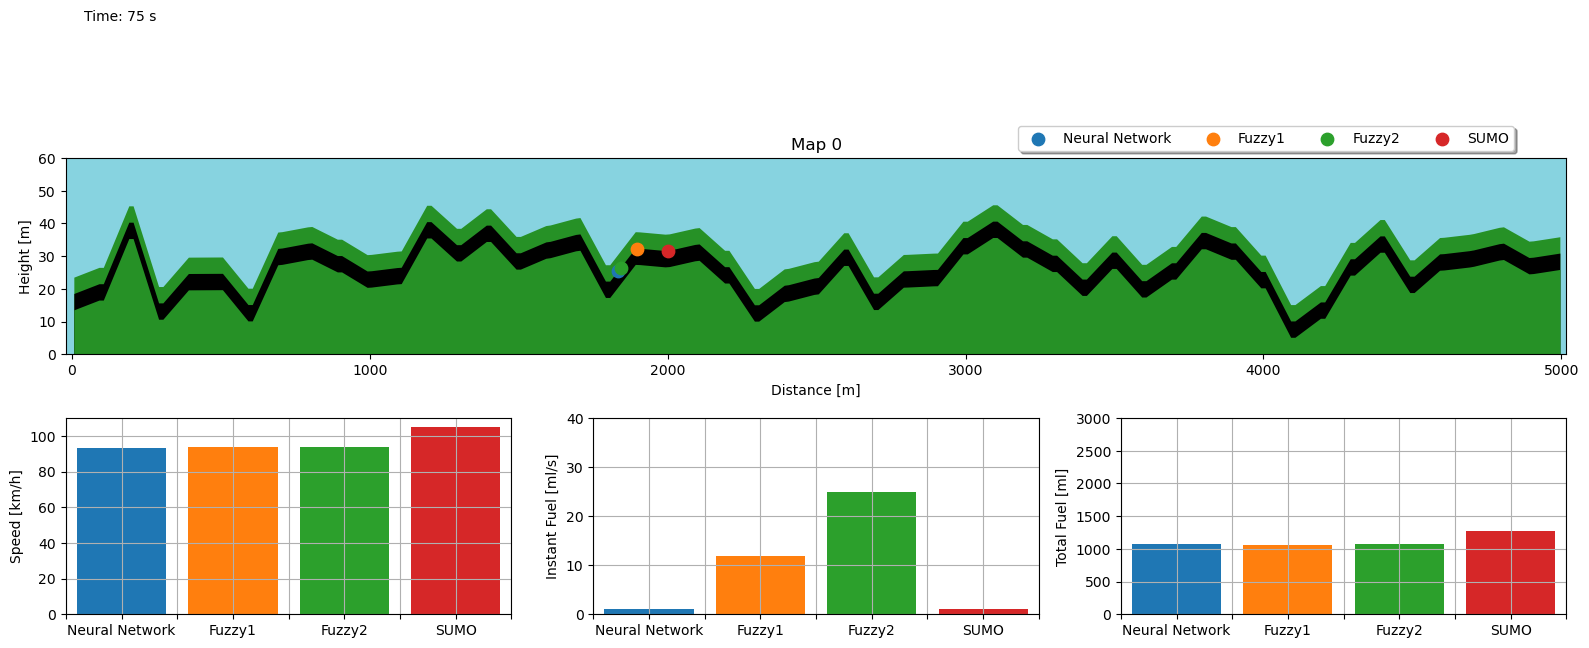 Time: 75 s
Map 0
Neural Network Fuzzy1 Fuzzy2 SUMO
Height [m]
60
50
40
30
20
10
0
0 1000 2000 3000 4000 5000
Distance [m]
Speed [km/h]
100
80
60
40
20
0
Neural Network Fuzzy1 Fuzzy2 SUMO
Instant Fuel [ml/s]
40
30
20
10
0
Neural Network Fuzzy1 Fuzzy2 SUMO
Total Fuel [ml]
3000
2500
2000
1500
1000
500
0
Neural Network Fuzzy1 Fuzzy2 SUMO